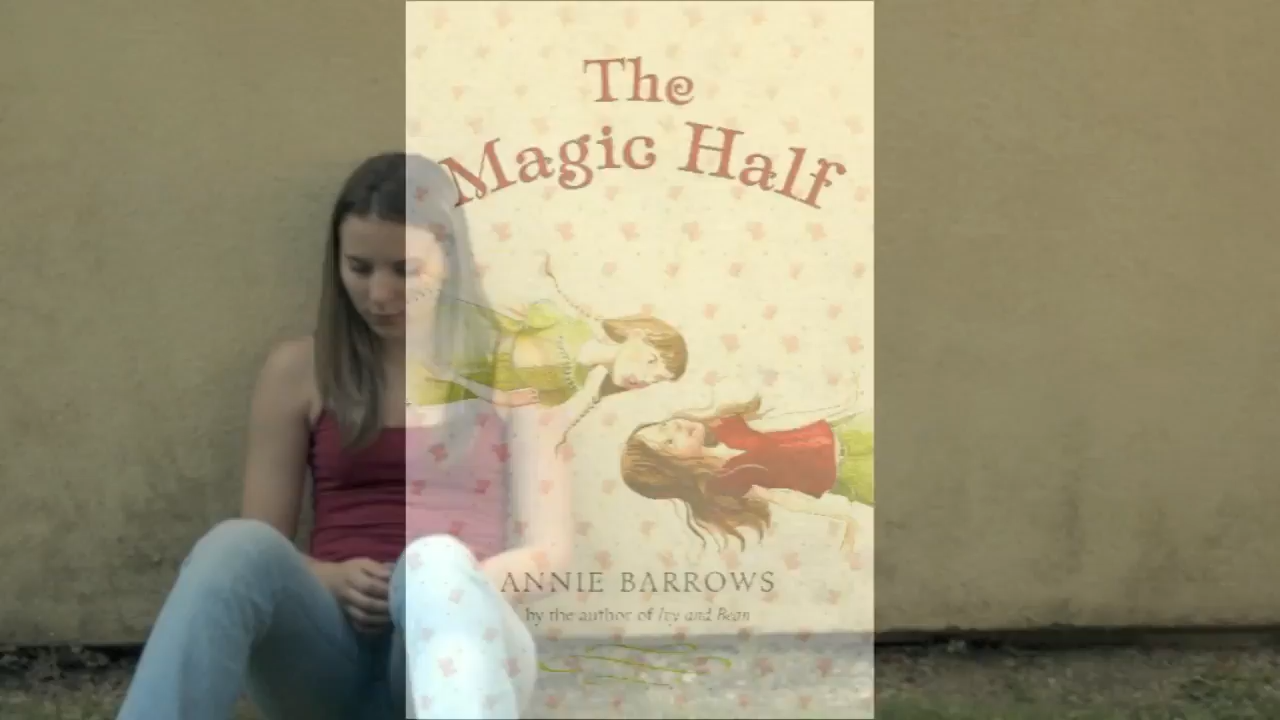 The
Magic Half
ANNIE BARROWS
by the author of Ivy and Bean